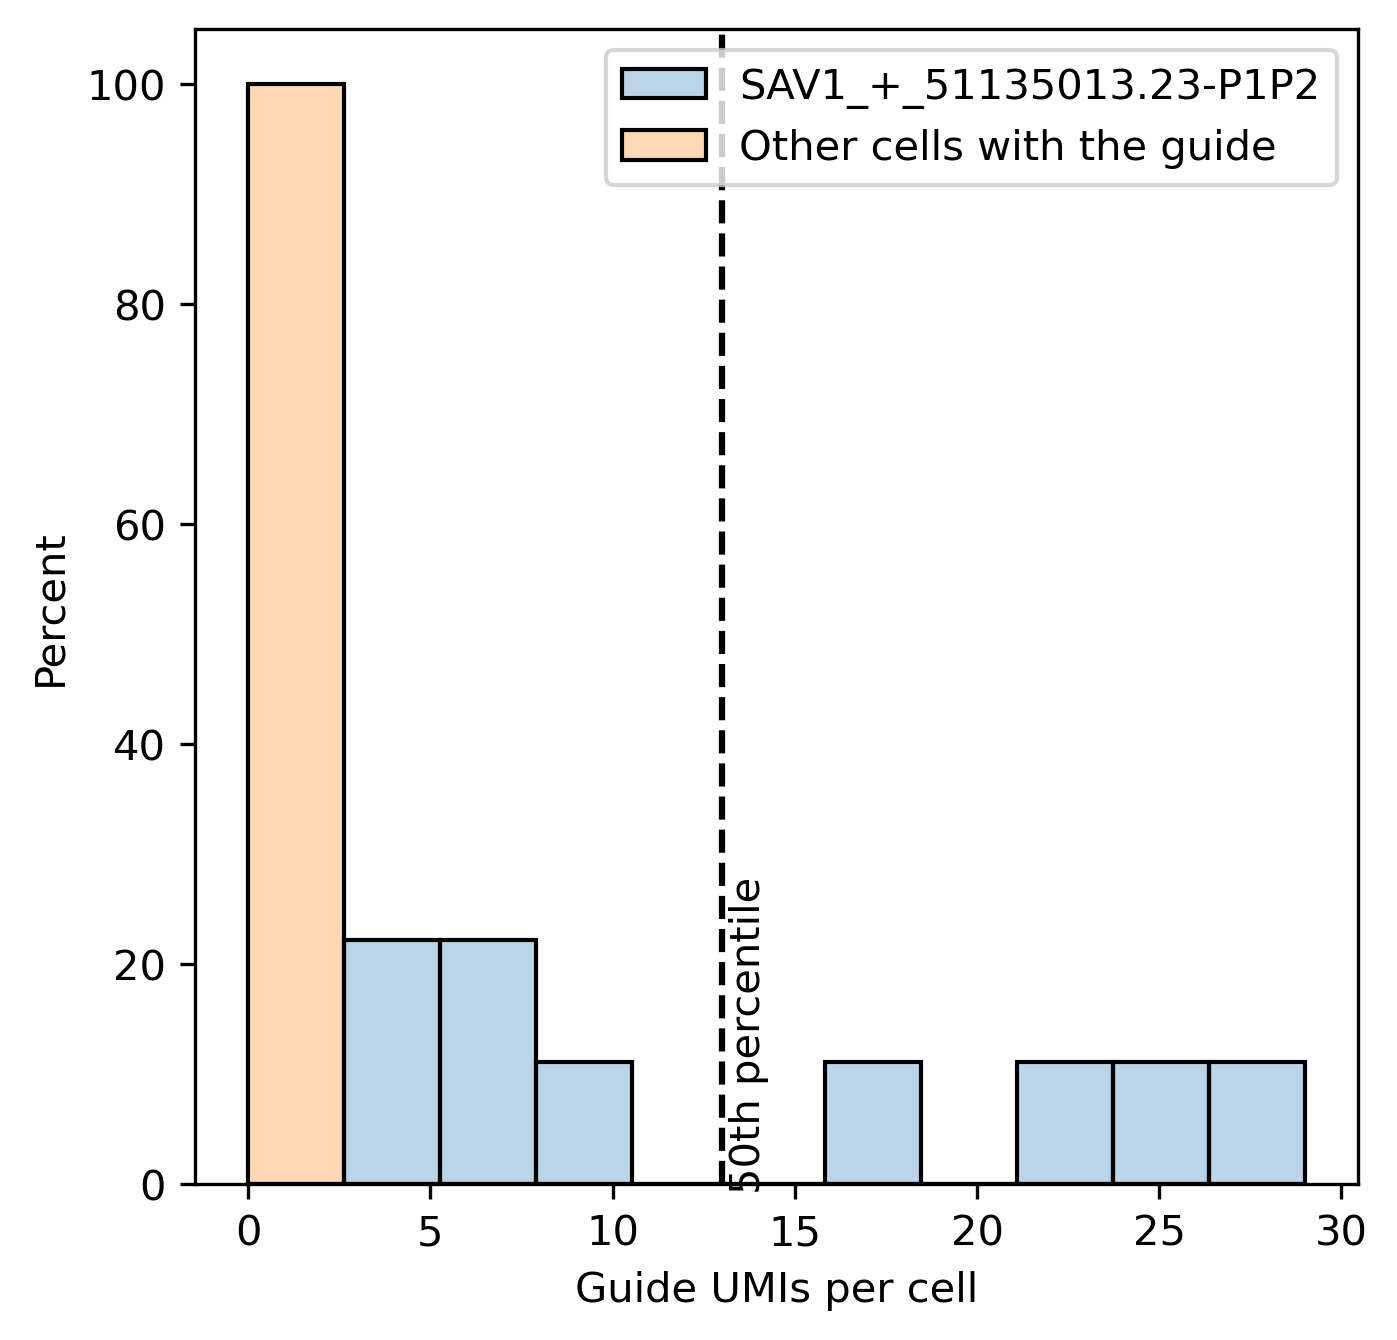 SAV1_+_51135013.23-P1P2
Other cells with the guide
100
80
60
40
20
0
Percent
50th percentile
0 5 10 15 20 25 30
Guide UMIs per cell